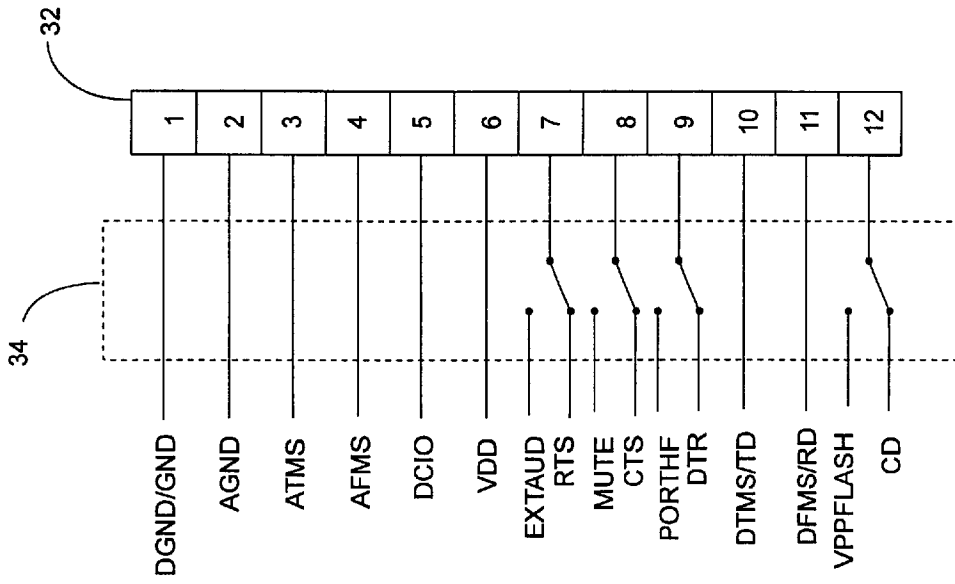 32
34
DGND/GND 1
AGND 2
ATMS 3
AFMS 4
DCIO 5
VDD 6
EXTAUD
RTS 7
MUTE
CTS 8
PORTHF
DTR 9
DTMS/TD 10
DFMS/RD 11
VPPFLASH
CD 12